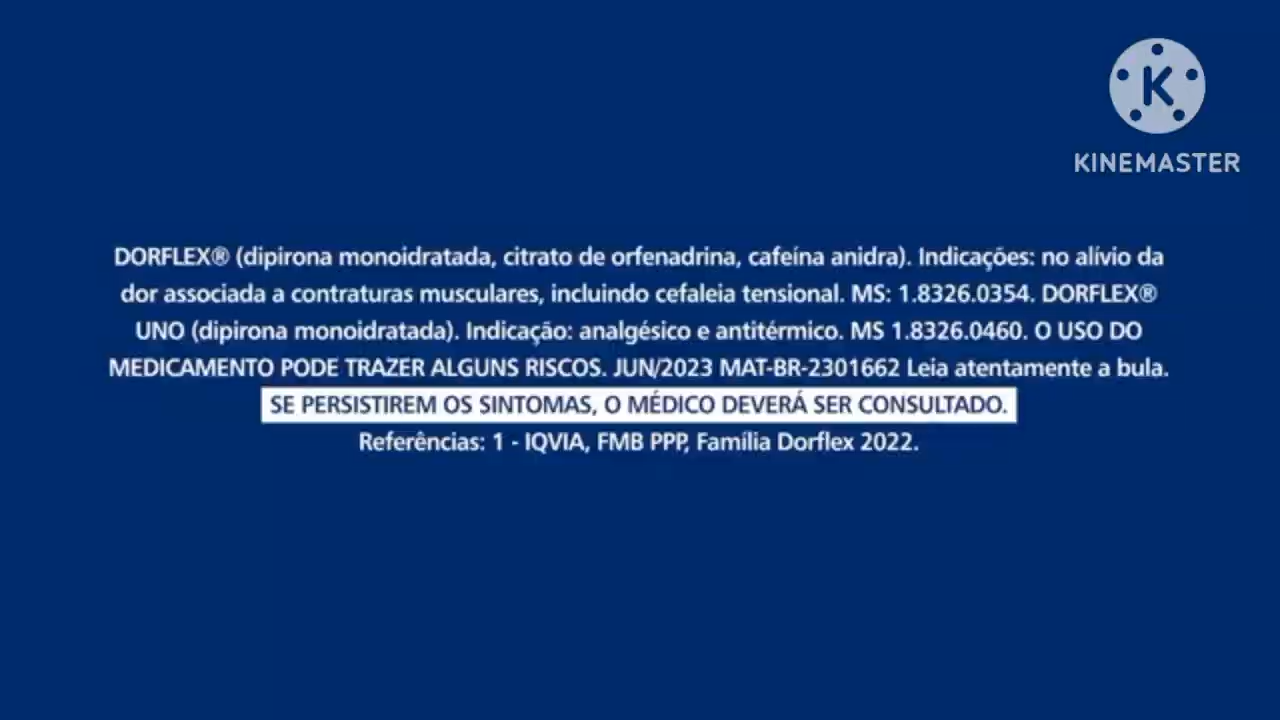 K
KINEMASTER
DORFLEX® (dipirona monoidratada, citrato de orfenadrina, cafeína anidra). Indicações: no alívio da
dor associada a contraturas musculares, incluindo cefaleia tensional. MS: 1.8326.0354. DORFLEX®
UNO (dipirona monoidratada). Indicação: analgésico e antitérmico. MS 1.8326.0460. O USO DO
MEDICAMENTO PODE TRAZER ALGUNS RISCOS. JUN/2023 MAT-BR-2301662 Leia atentamente a bula.
SE PERSISTIREM OS SINTOMAS, O MÉDICO DEVERÁ SER CONSULTADO.
Referências: 1 - IQVIA, FMB PPP, Família Dorflex 2022.